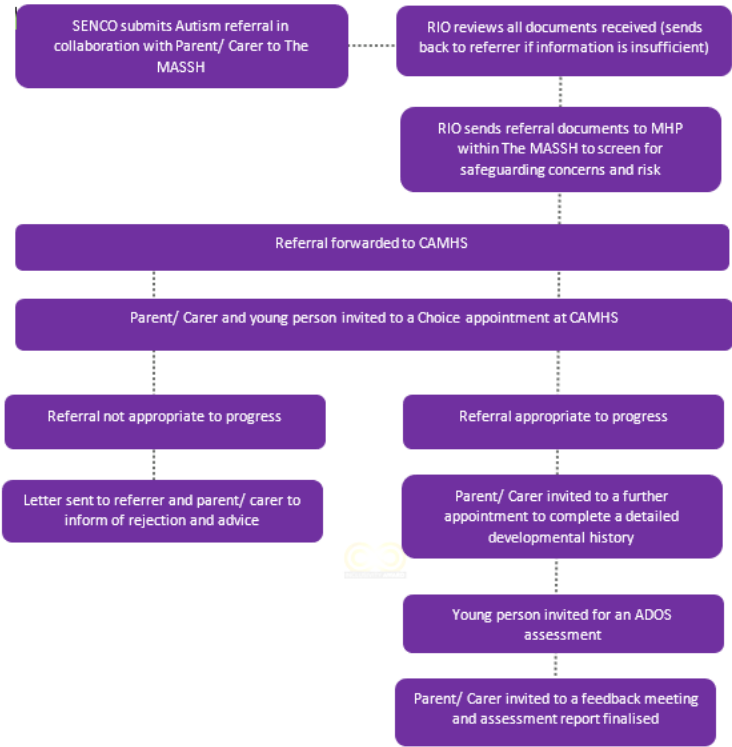 SENCO submits Autism referral in
collaboration with Parent/ Carer to The
MASSH
RIO reviews all documents received (sends
back to referrer if information is insufficient)
RIO sends referral documents to MHP
within The MASSH to screen for
safeguarding concerns and risk
Referral forwarded to CAMHS
Parent/ Carer and young person invited to a Choice appointment at CAMHS
Referral not appropriate to progress
Referral appropriate to progress
Letter sent to referrer and parent/ carer to
inform of rejection and advice
Parent/ Carer invited to a further
appointment to complete a detailed
developmental history
Young person invited for an ADOS
assessment
Parent/ Carer invited to a feedback meeting
and assessment report finalised